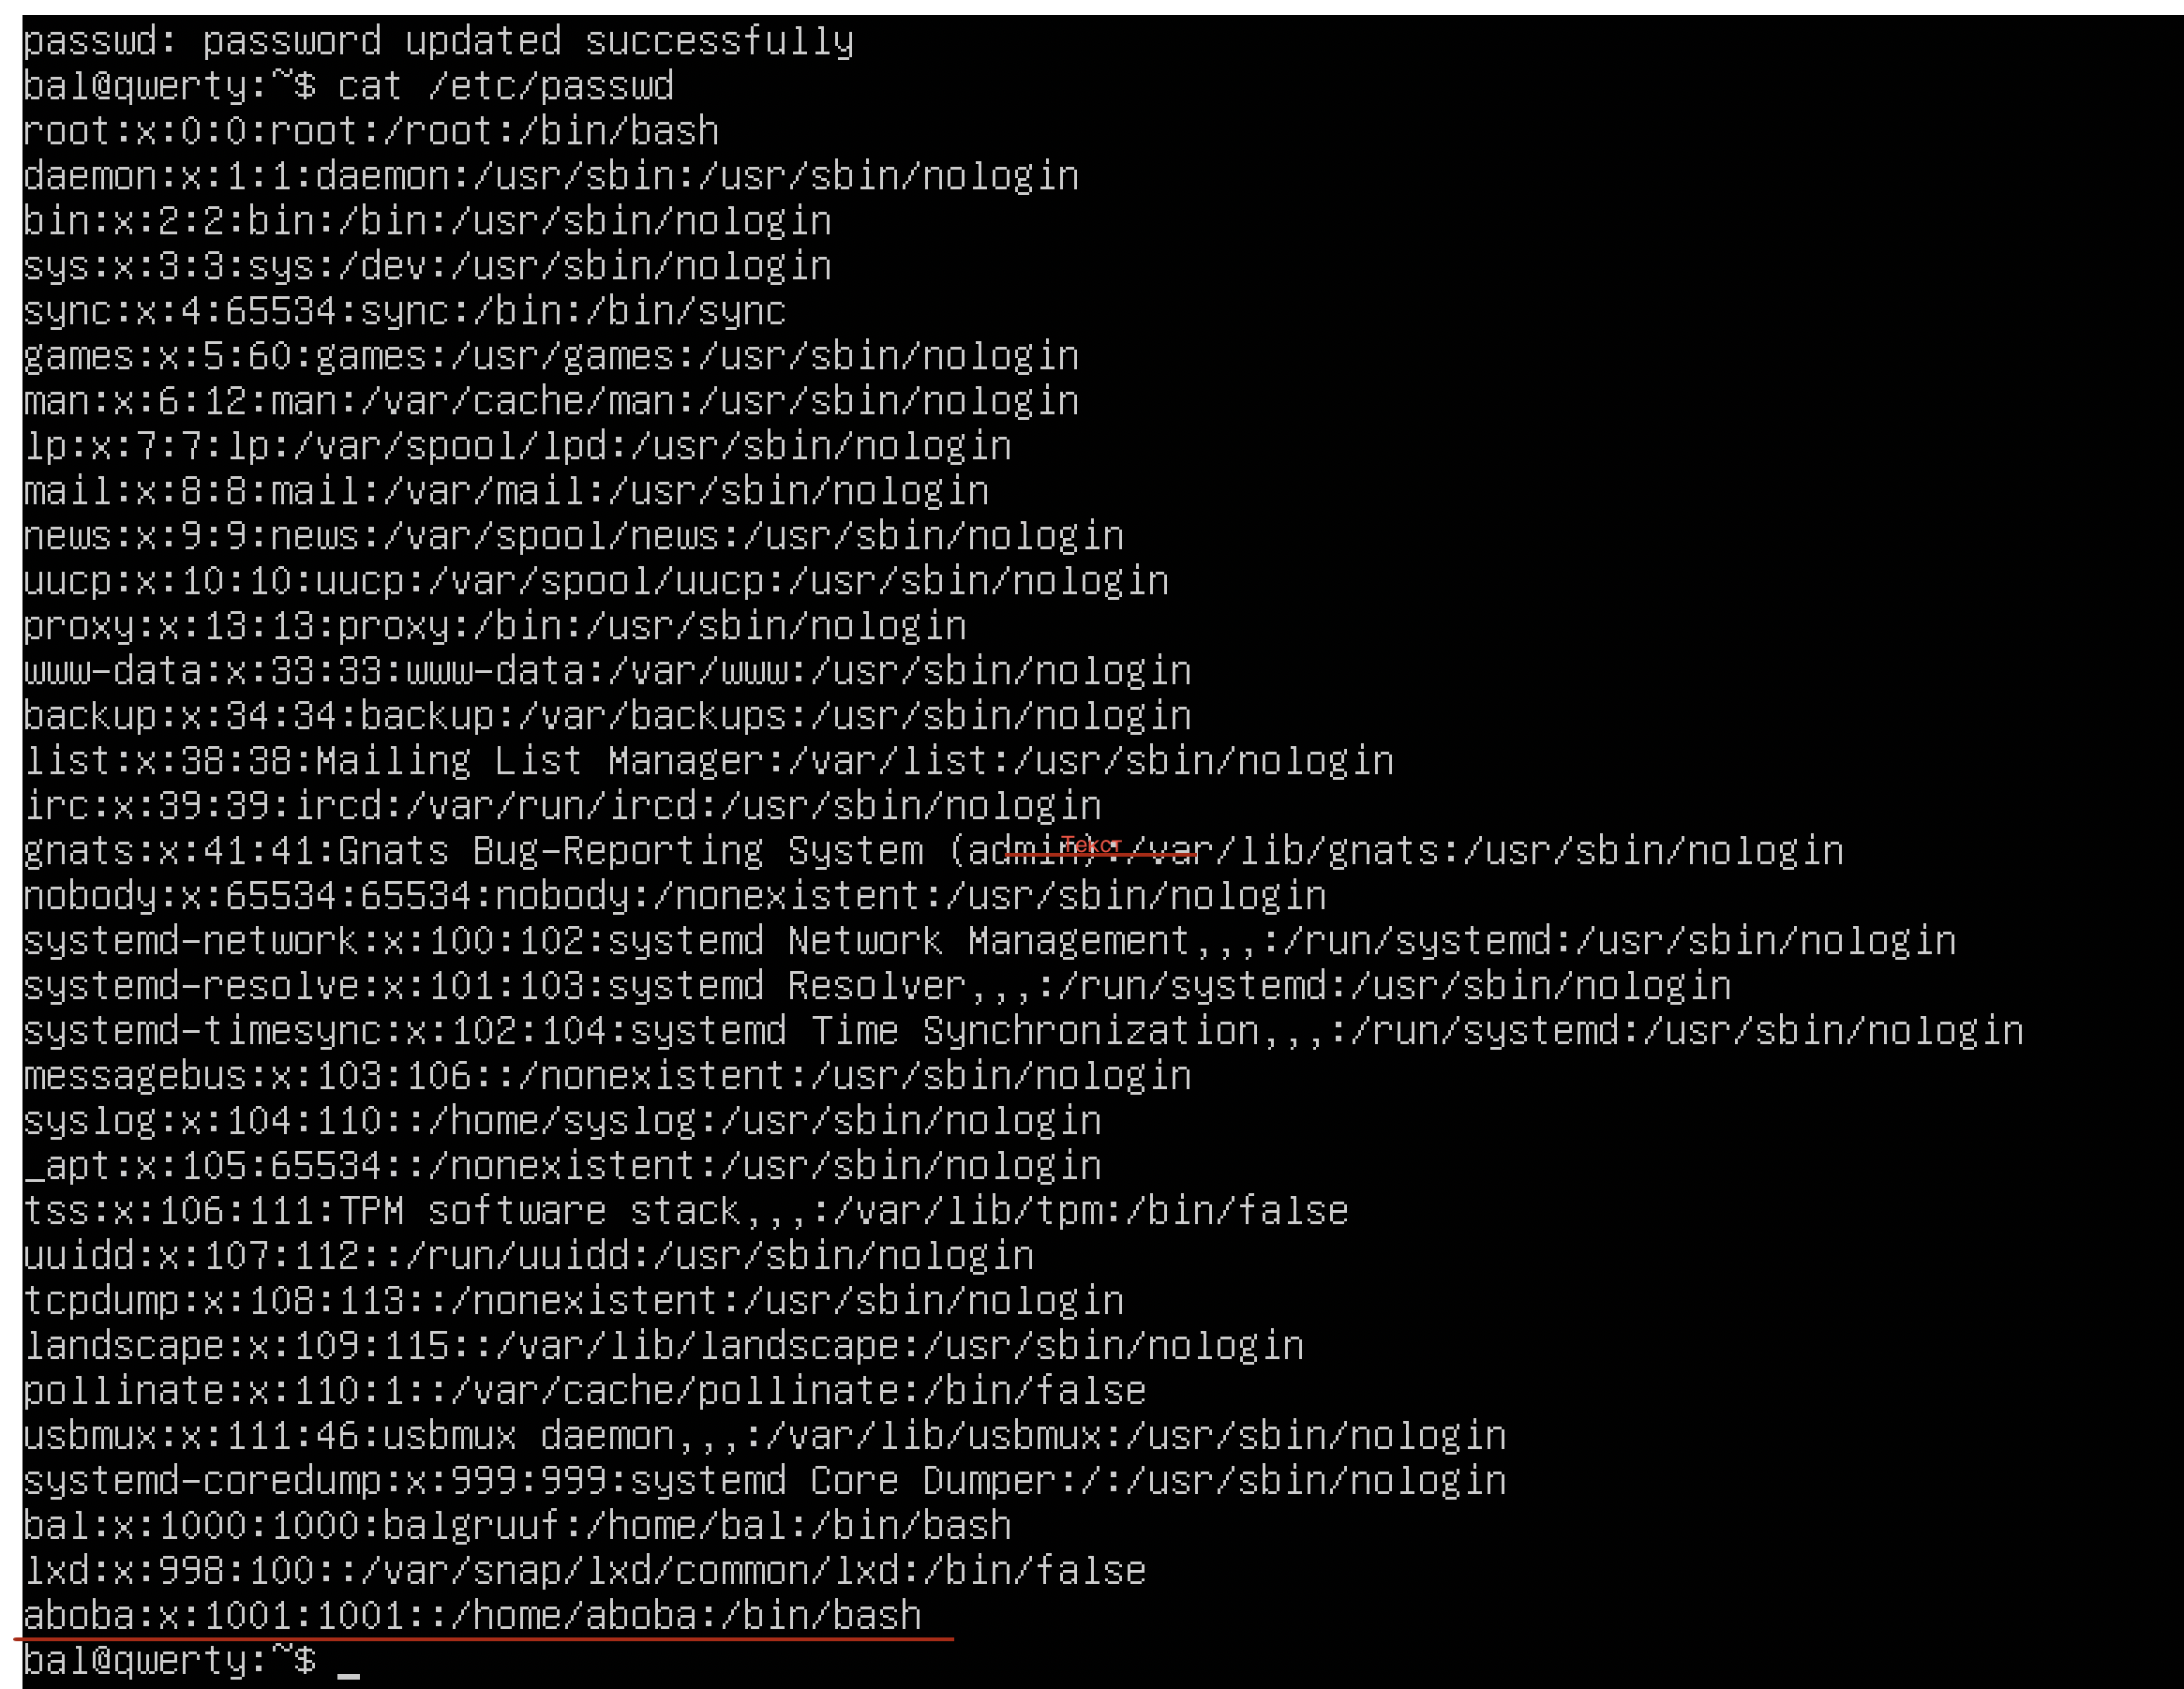 passwd: password updated successfully
bal@qwerty:~$ cat /etc/passwd
root:x:0:0:root:/root:/bin/bash
daemon:x:1:1:daemon:/usr/sbin:/usr/sbin/nologin
bin:x:2:2:bin:/bin:/usr/sbin/nologin
sys:x:3:3:sys:/dev:/usr/sbin/nologin
sync:x:4:65534:sync:/bin:/bin/sync
games:x:5:60:games:/usr/games:/usr/sbin/nologin
man:x:6:12:man:/var/cache/man:/usr/sbin/nologin
lp:x:7:7:lp:/var/spool/lpd:/usr/sbin/nologin
mail:x:8:8:mail:/var/mail:/usr/sbin/nologin
news:x:9:9:news:/var/spool/news:/usr/sbin/nologin
uucp:x:10:10:uucp:/var/spool/uucp:/usr/sbin/nologin
proxy:x:13:13:proxy:/bin:/usr/sbin/nologin
www-data:x:33:33:www-data:/var/www:/usr/sbin/nologin
backup:x:34:34:backup:/var/backups:/usr/sbin/nologin
list:x:38:38:Mailing List Manager:/var/list:/usr/sbin/nologin
irc:x:39:39:ircd:/var/run/ircd:/usr/sbin/nologin
Текст
gnats:x:41:41:Gnats Bug-Reporting System (admin):/var/lib/gnats:/usr/sbin/nologin
nobody:x:65534:65534:nobody:/nonexistent:/usr/sbin/nologin
systemd-network:x:100:102:systemd Network Management,,,:/run/systemd:/usr/sbin/nologin
systemd-resolve:x:101:103:systemd Resolver,,,:/run/systemd:/usr/sbin/nologin
systemd-timesync:x:102:104:systemd Time Synchronization,,,:/run/systemd:/usr/sbin/nologin
messagebus:x:103:106::/nonexistent:/usr/sbin/nologin
syslog:x:104:110::/home/syslog:/usr/sbin/nologin
_apt:x:105:65534::/nonexistent:/usr/sbin/nologin
tss:x:106:111:TPM software stack,,,:/var/lib/tpm:/bin/false
uuidd:x:107:112::/run/uuidd:/usr/sbin/nologin
tcpdump:x:108:113::/nonexistent:/usr/sbin/nologin
landscape:x:109:115::/var/lib/landscape:/usr/sbin/nologin
pollinate:x:110:1::/var/cache/pollinate:/bin/false
usbmux:x:111:46:usbmux daemon,,,:/var/lib/usbmux:/usr/sbin/nologin
systemd-coredump:x:999:999:systemd Core Dumper:/:/usr/sbin/nologin
bal:x:1000:1000:balgruuf:/home/bal:/bin/bash
lxd:x:998:100::/var/snap/lxd/common/lxd:/bin/false
aboba:x:1001:1001::/home/aboba:/bin/bash
bal@qwerty:~$ _